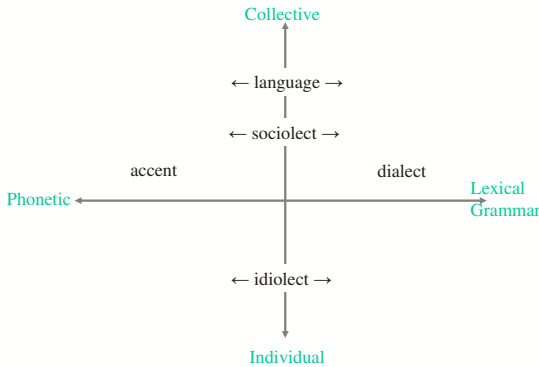 Collective
← language →
← sociolect →
accent
dialect
Phonetic
Lexical
Grammar
← idiolect →
Individual